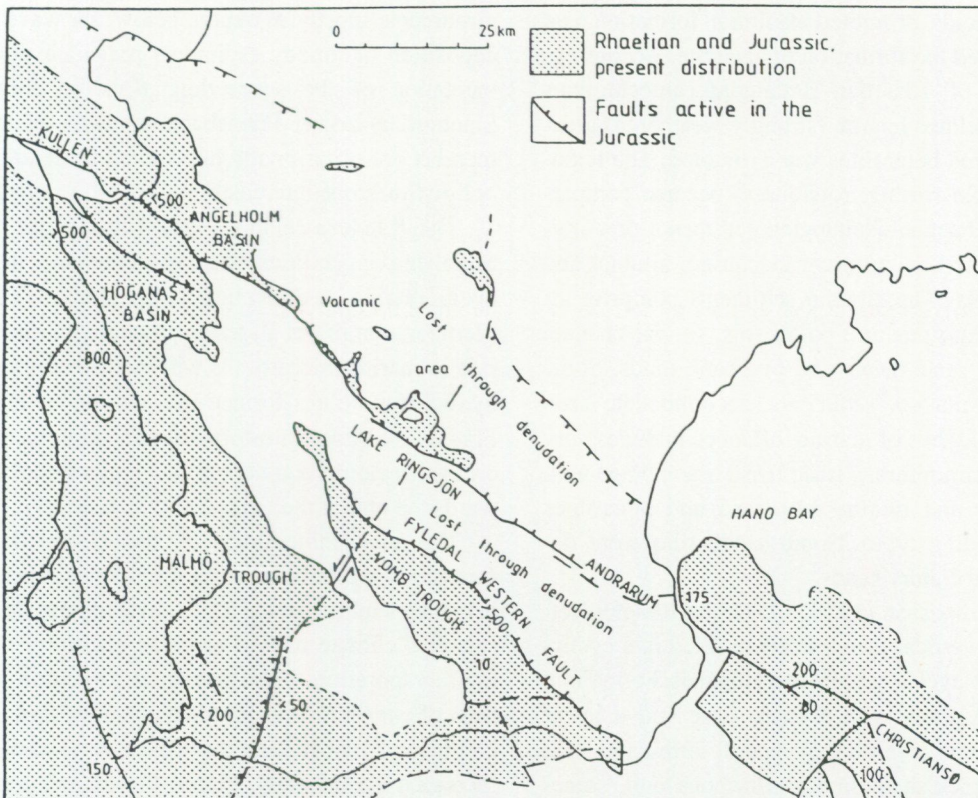 0 25 km
Rhaetian and Jurassic,
present distribution
Faults active in the
Jurassic
KULLEN
<500
>500
ANGELHOLM
BASIN
HOGANAS
BASIN
Volcanic
Lost
through
denudation
area
800
LAKE RINGSJON
Lost
through
denudation
FYLEDAL
WESTERN
FAULT
HANO BAY
ANDRARUM
175
MALMO
TROUGH
VOMB TROUGH
>500
10
200
80
<50
<200
150
CHRISTIANSO
100